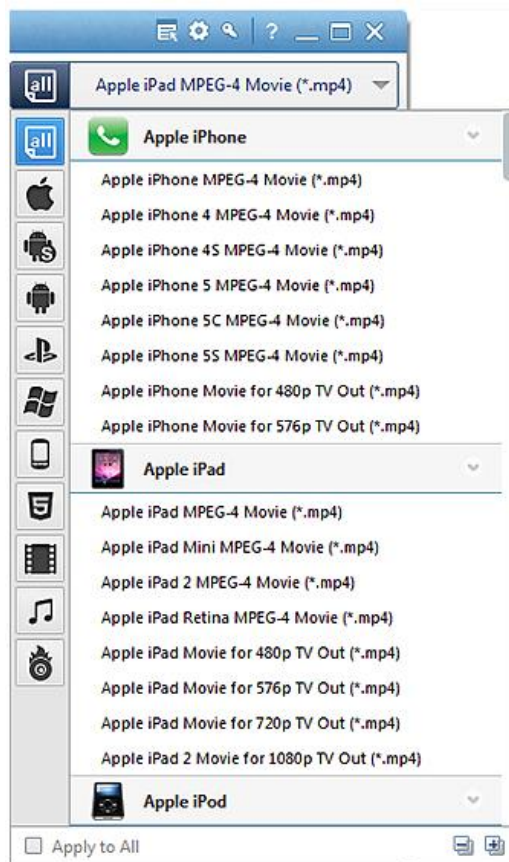 ?
all Apple iPad MPEG-4 Movie (*.mp4)
all Apple iPhone
Apple iPhone MPEG-4 Movie (*.mp4)
Apple iPhone 4 MPEG-4 Movie (*.mp4)
Apple iPhone 4S MPEG-4 Movie (*.mp4)
Apple iPhone 5 MPEG-4 Movie (*.mp4)
Apple iPhone 5C MPEG-4 Movie (*.mp4)
Apple iPhone 5S MPEG-4 Movie (*.mp4)
Apple iPhone Movie for 480p TV Out (*.mp4)
Apple iPhone Movie for 576p TV Out (*.mp4)
Apple iPad
Apple iPad MPEG-4 Movie (*.mp4)
Apple iPad Mini MPEG-4 Movie (*.mp4)
Apple iPad 2 MPEG-4 Movie (*.mp4)
Apple iPad Retina MPEG-4 Movie (*.mp4)
Apple iPad Movie for 480p TV Out (*.mp4)
Apple iPad Movie for 576p TV Out (*.mp4)
Apple iPad Movie for 720p TV Out (*.mp4)
Apple iPad 2 Movie for 1080p TV Out (*.mp4)
Apple iPod
Apply to All